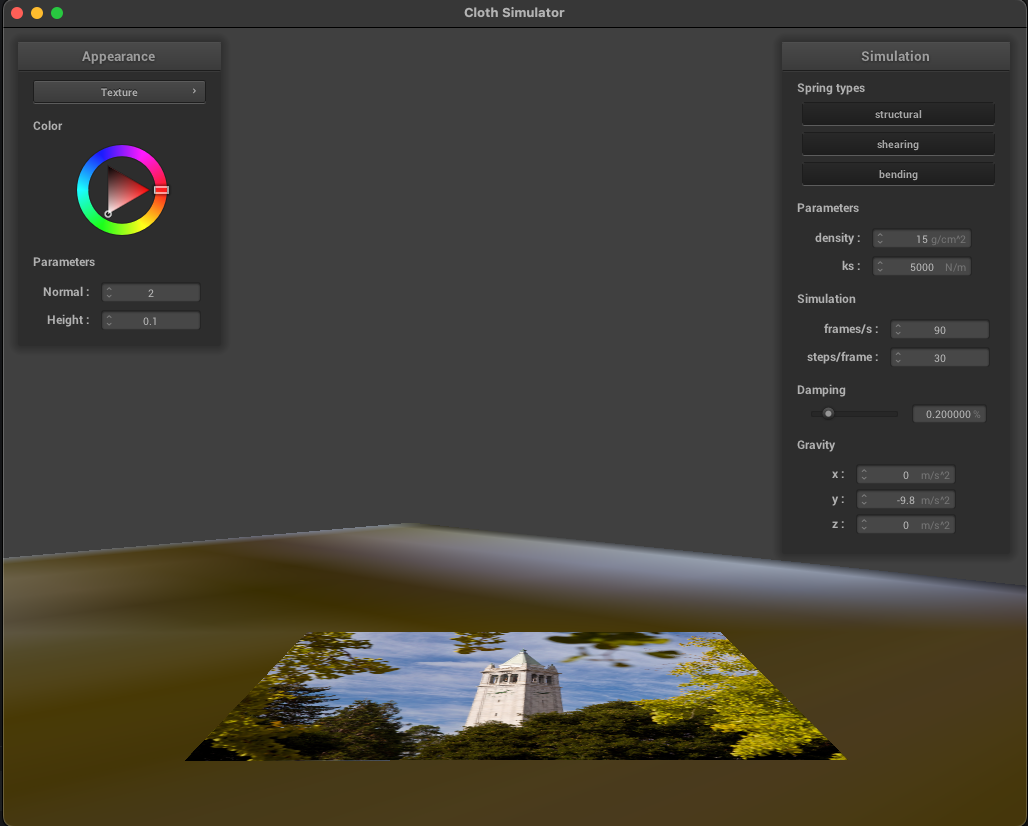 Cloth Simulator
Appearance
Texture
Color
Parameters
Normal :
2
Height :
0.1
Simulation
Spring types
structural
shearing
bending
Parameters
density :
15 g/cm^2
ks :
5000 N/m
Simulation
frames/s :
90
steps/frame :
30
Damping
0.200000 %
Gravity
x :
0 m/s^2
y :
-9.8 m/s^2
z :
0 m/s^2